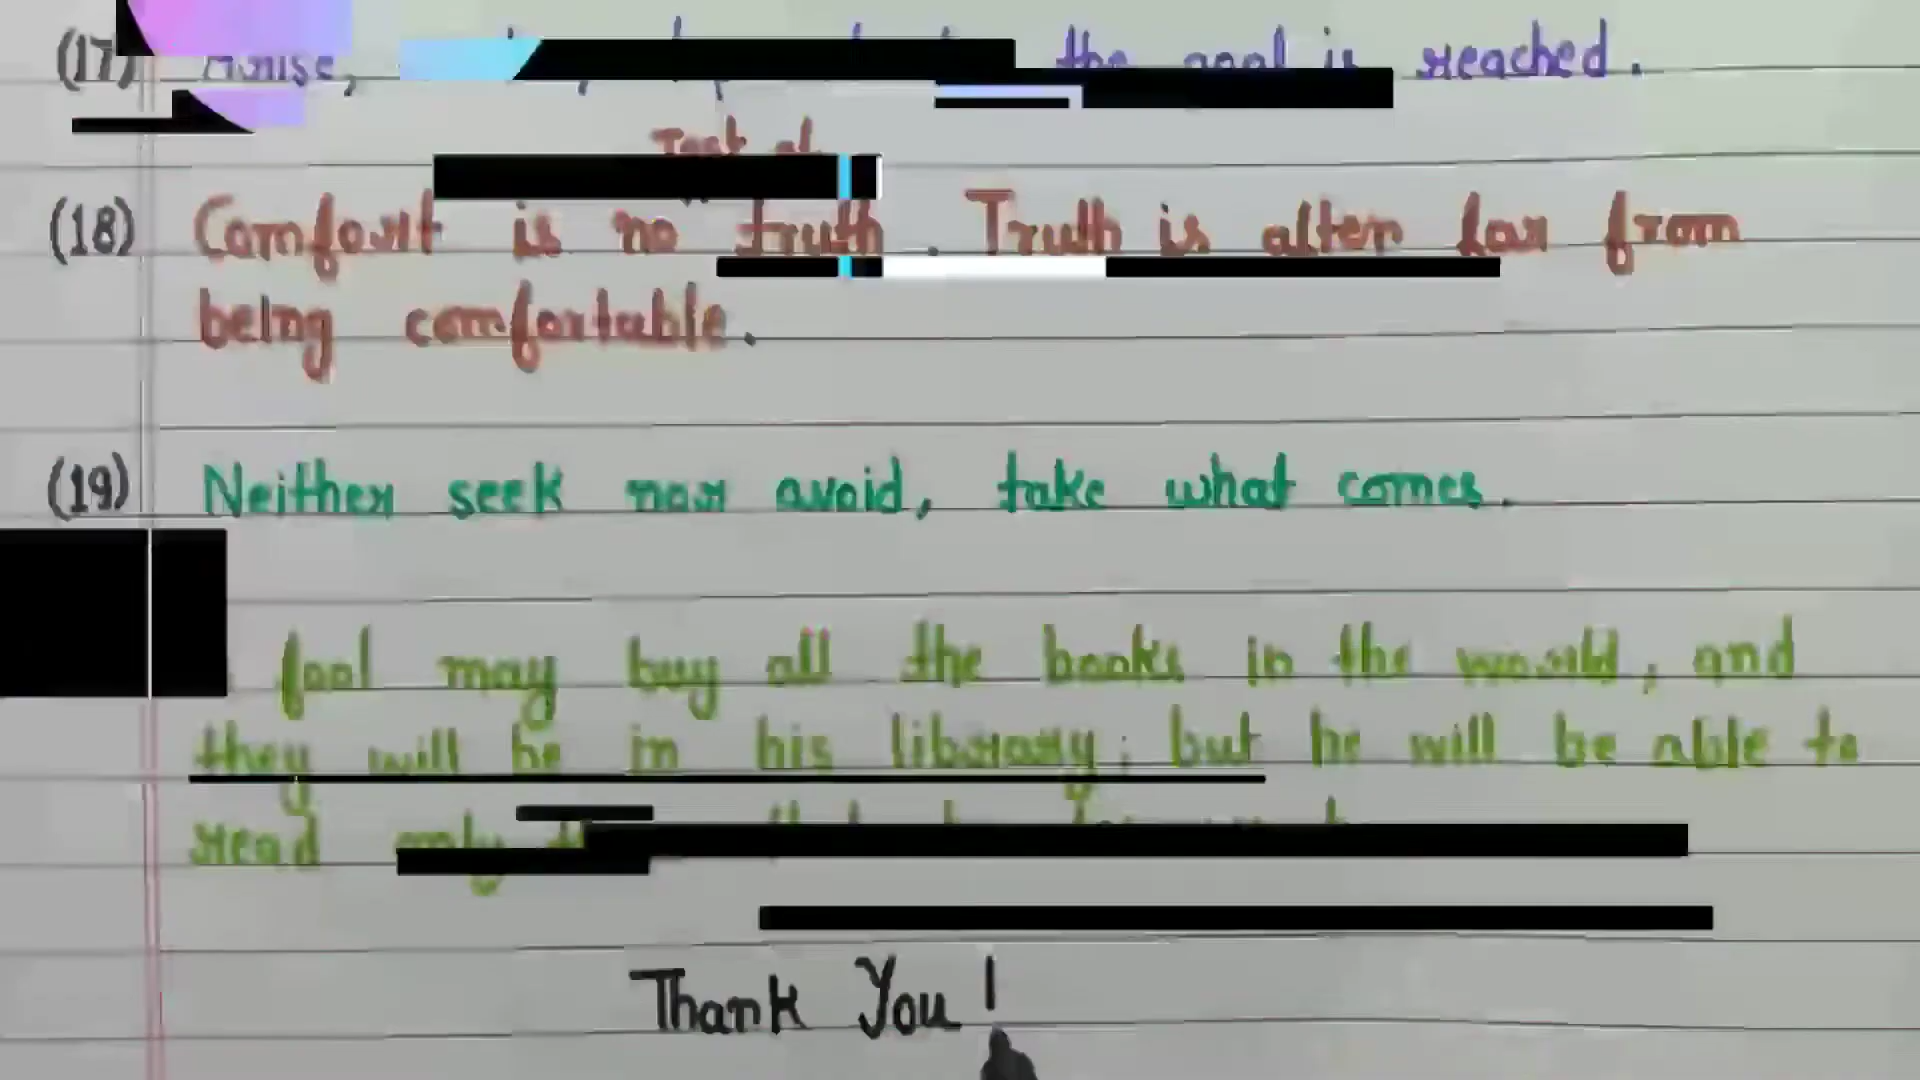 (17) Arise, the goal is reached.
Test of
(18) Comfort is no truth. Truth is often far from
being comfortable.
(19) Neither seek nor avoid, take what comes.
fool may buy all the books in the world, and
they will be in his library; but he will be able to
read only
Thank You!